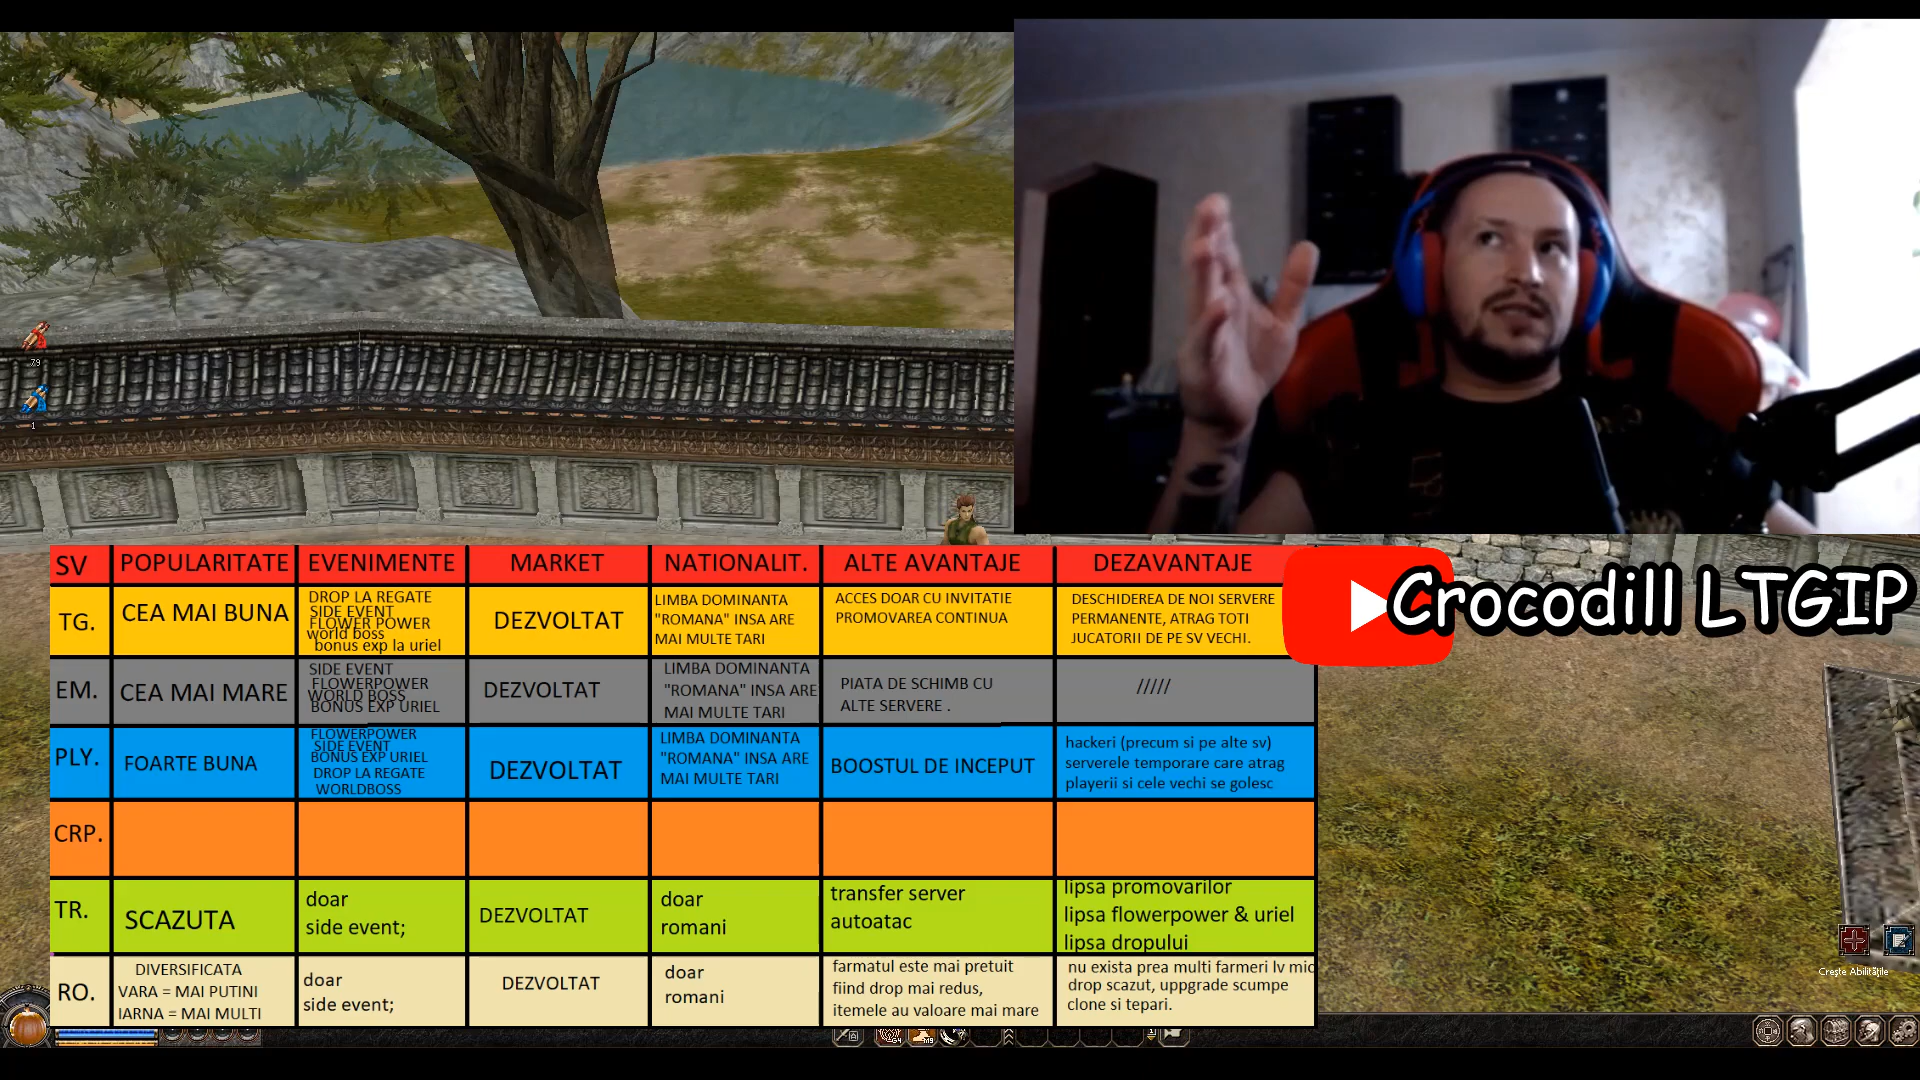 79
1
SV
POPULARITATE
EVENIMENTE
MARKET
NATIONALIT.
ALTE AVANTAJE
DEZAVANTAJE
TG.
CEA MAI BUNA
DROP LA REGATE
SIDE EVENT
FLOWER POWER
world boss
bonus exp la uriel
DEZVOLTAT
LIMBA DOMINANTA
"ROMANA" INSA ARE
MAI MULTE TARI
ACCES DOAR CU INVITATIE
PROMOVAREA CONTINUA
DESCHIDEREA DE NOI SERVERE
PERMANENTE, ATRAG TOTI
JUCATORII DE PE SV VECHI.
Crocodill LTGIP
EM.
CEA MAI MARE
SIDE EVENT
FLOWERPOWER
WORLD BOSS
BONUS EXP URIEL
DEZVOLTAT
LIMBA DOMINANTA
"ROMANA" INSA ARE
MAI MULTE TARI
PIATA DE SCHIMB CU
ALTE SERVERE .
/////
PLY.
FOARTE BUNA
FLOWERPOWER
SIDE EVENT
BONUS EXP URIEL
DROP LA REGATE
WORLDBOSS
DEZVOLTAT
LIMBA DOMINANTA
"ROMANA" INSA ARE
MAI MULTE TARI
BOOSTUL DE INCEPUT
hackeri (precum si pe alte sv)
serverele temporare care atrag
playerii si cele vechi se golesc
CRP.
TR.
SCAZUTA
doar
side event;
DEZVOLTAT
doar
romani
transfer server
autoatac
lipsa promovarilor
lipsa flowerpower & uriel
lipsa dropului
RO.
DIVERSIFICATA
VARA = MAI PUTINI
IARNA = MAI MULTI
doar
side event;
DEZVOLTAT
doar
romani
farmatul este mai pretuit
fiind drop mai redus,
itemele au valoare mai mare
nu exista prea multi farmeri lv mic
drop scazut, uppgrade scumpe
clone si tepari.
Crește Abilitățile